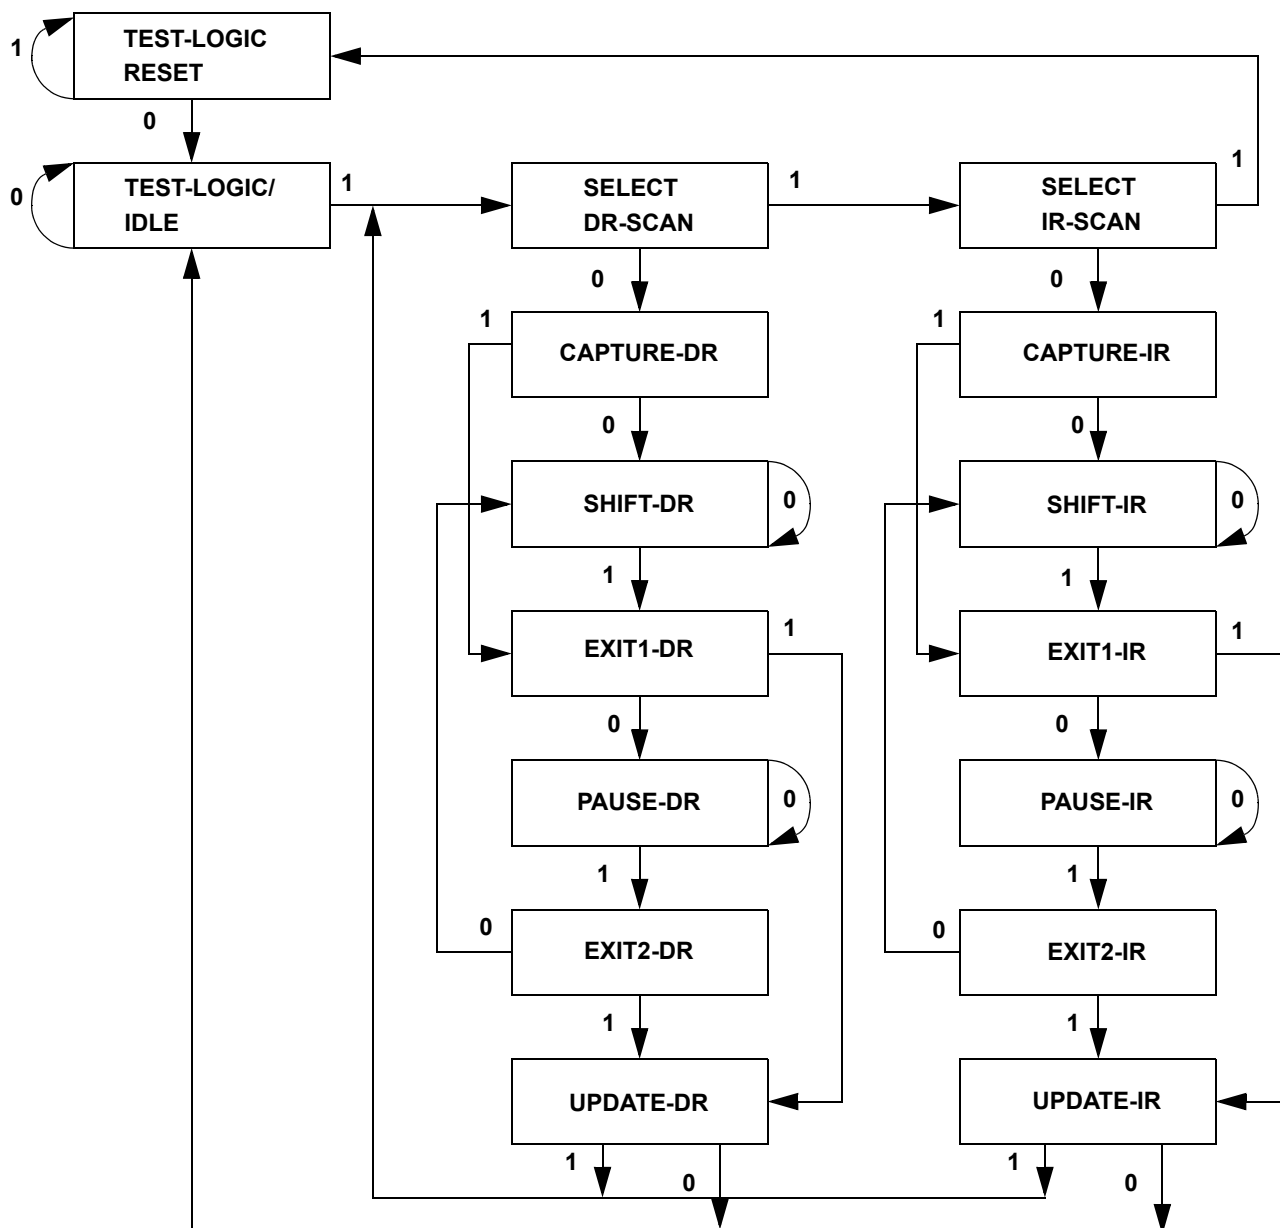 TEST-LOGIC
RESET
1
0
TEST-LOGIC/
IDLE
0
1
SELECT
DR-SCAN
1
SELECT
IR-SCAN
1
0
0
1
CAPTURE-DR
1
CAPTURE-IR
0
0
SHIFT-DR
0
SHIFT-IR
0
1
1
EXIT1-DR
1
EXIT1-IR
1
0
0
PAUSE-DR
0
PAUSE-IR
0
1
1
0
EXIT2-DR
0
EXIT2-IR
1
1
UPDATE-DR
UPDATE-IR
1
0
1
0